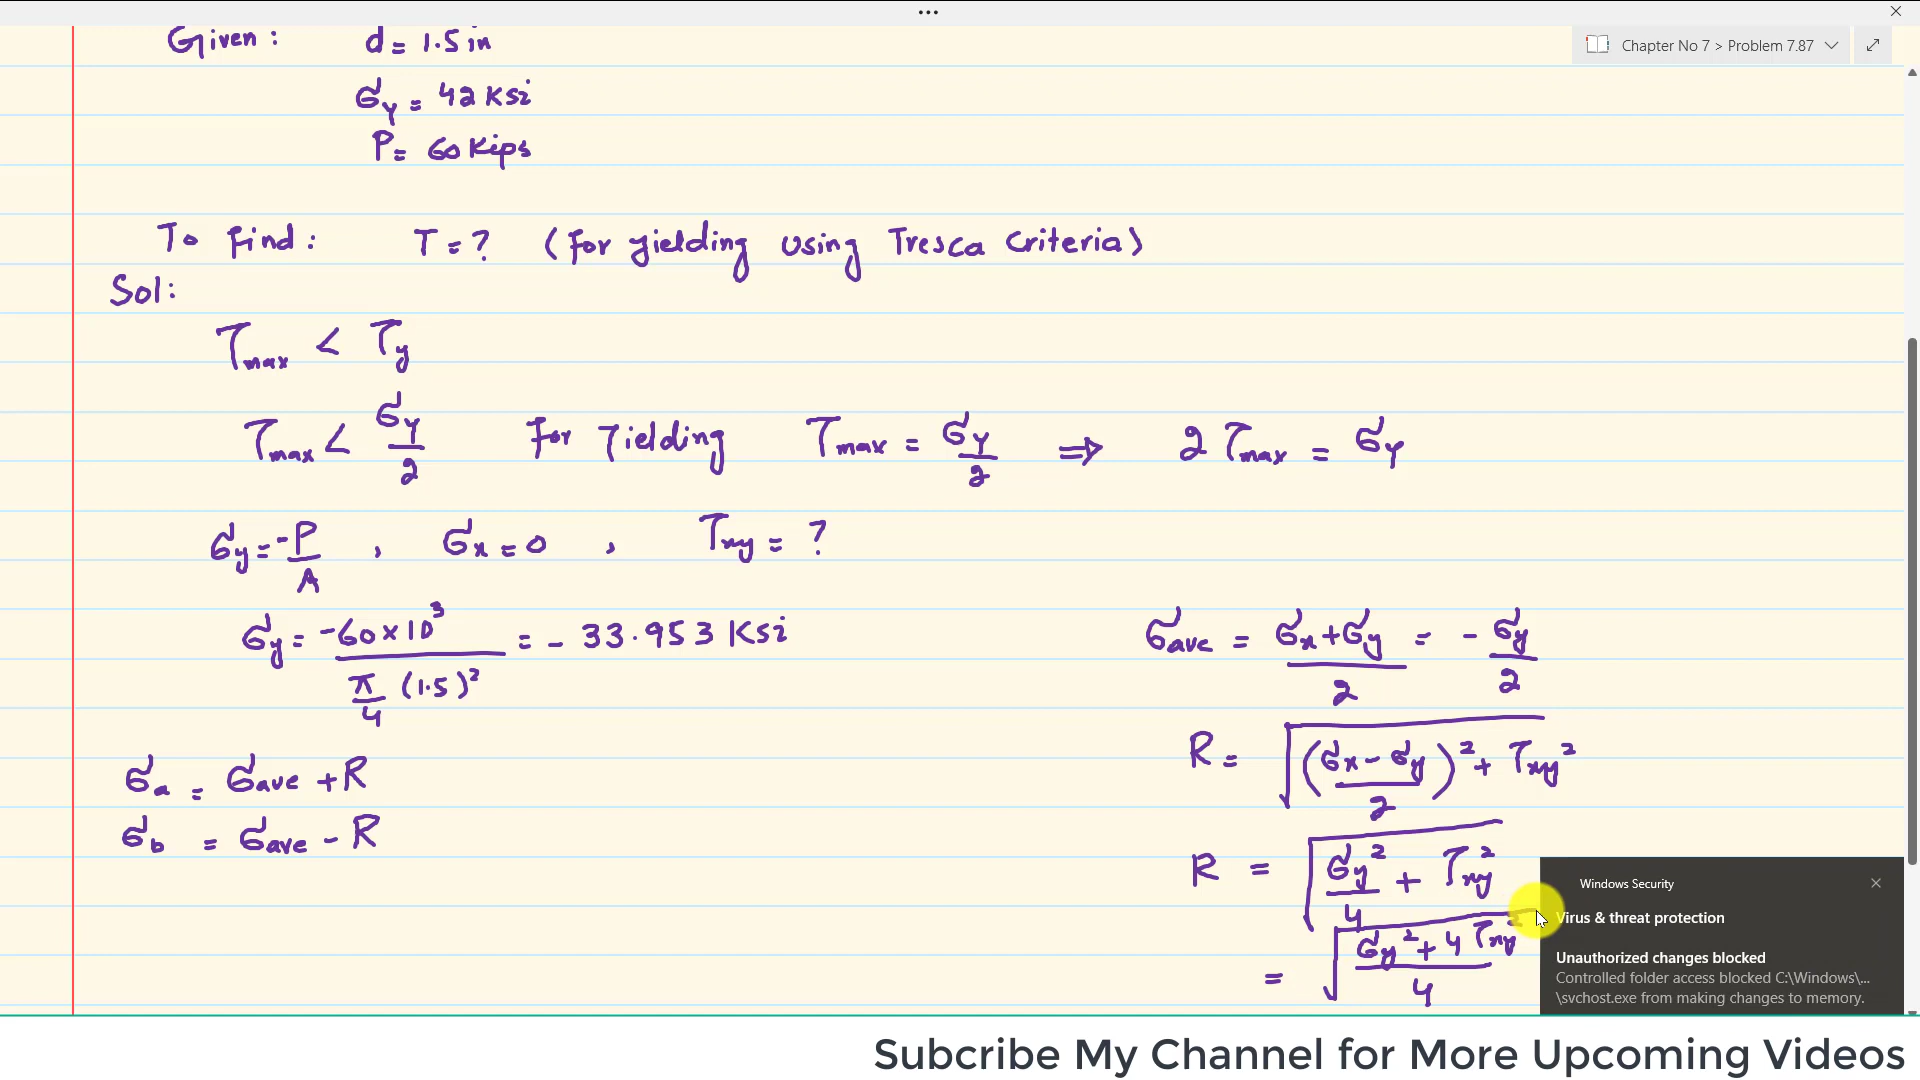 Chapter No 7 > Problem 7.87
Given : d = 1.5 in
σY = 42 Ksi
P = 60 Kips
To find : T = ? (for yielding using Tresca Criteria)
Sol:
τmax < τy
τmax < σY/2 For Yielding τmax = σY/2 ⇒ 2 τmax = σY
σy = -P/A , σx = 0 , τxy = ?
σy = -60×10³ / (π/4 (1.5)²) = - 33.953 Ksi
σave = (σx + σy)/2 = - σy/2
R = √(((σx - σy)/2)² + τxy²)
σa = σave + R
σb = σave - R
R = √(σy²/4 + τxy²)
= √((σy² + 4 τxy²)/4)
Windows Security
Virus & threat protection
Unauthorized changes blocked
Controlled folder access blocked C:\Windows\...
\svchost.exe from making changes to memory.
Subcribe My Channel for More Upcoming Videos